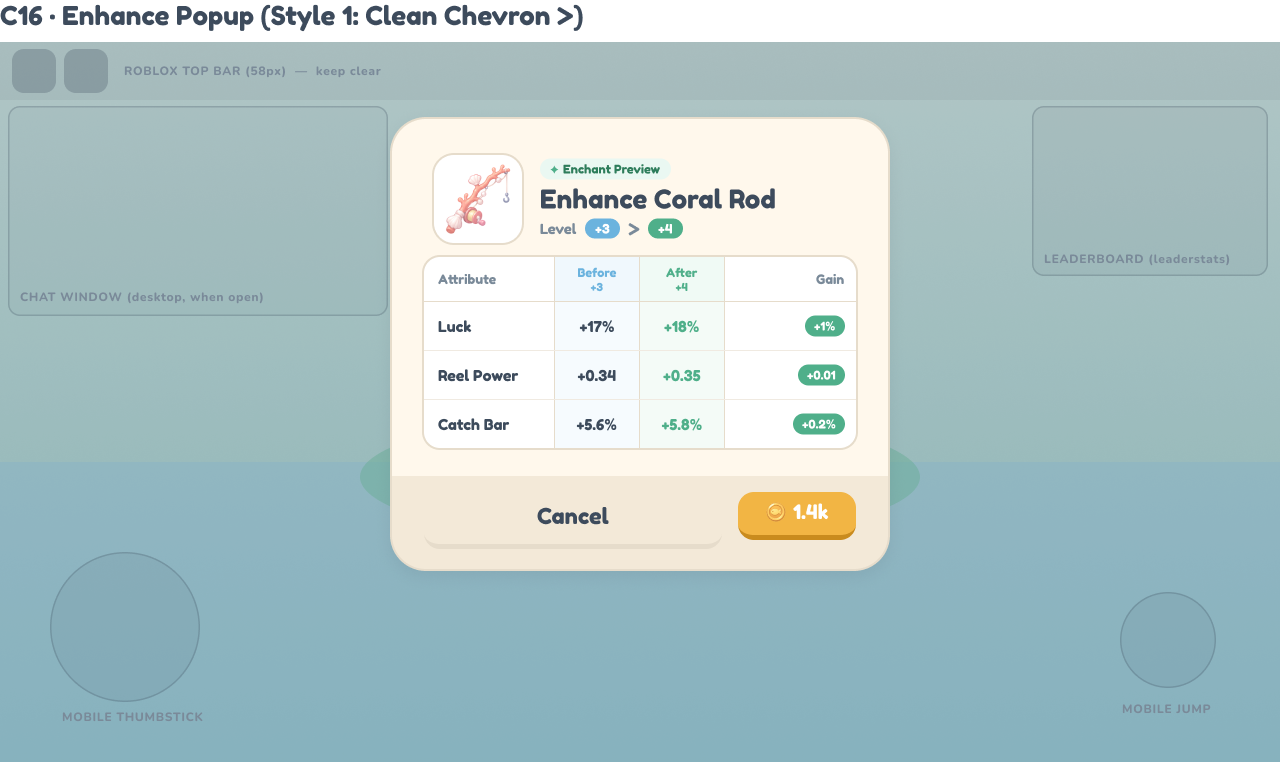 C16 · Enhance Popup (Style 1: Clean Chevron >)
ROBLOX TOP BAR (58px) — keep clear
CHAT WINDOW (desktop, when open)
LEADERBOARD (leaderstats)
✦ Enchant Preview
Enhance Coral Rod
Level +3 > +4
Attribute Before +3 After +4 Gain
Luck +17% +18% +1%
Reel Power +0.34 +0.35 +0.01
Catch Bar +5.6% +5.8% +0.2%
Cancel 1.4k
MOBILE THUMBSTICK
MOBILE JUMP